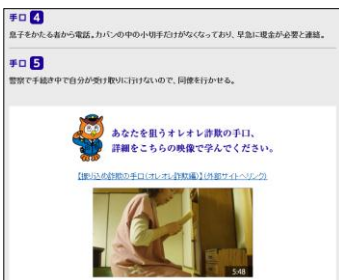 手口 4
息子をかたる者から電話。カバンの中の小切手だけがなくなっており、早急に現金が必要と連絡。
手口 5
警察で手続き中で自分が受け取りに行けないので、同僚を行かせる。
あなたを狙うオレオレ詐欺の手口、
詳細をこちらの映像で学んでください。
【振り込め詐欺の手口(オレオレ詐欺編)】(外部サイトへリンク)
5:48